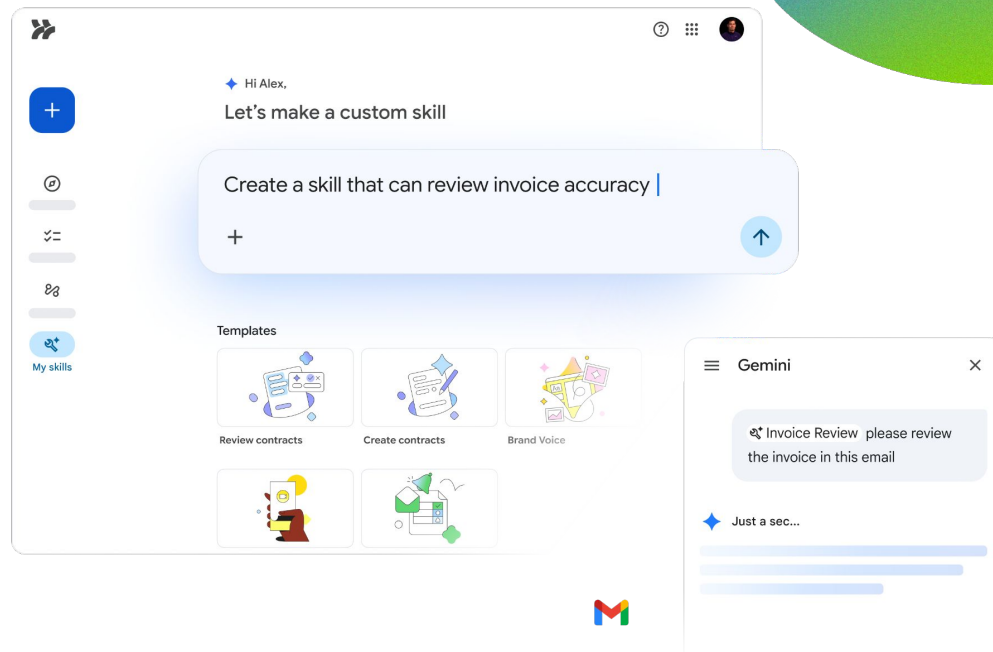 Hi Alex,
Let's make a custom skill
Create a skill that can review invoice accuracy
My skills
Templates
Review contracts
Create contracts
Brand Voice
Gemini
Invoice Review please review
the invoice in this email
Just a sec...